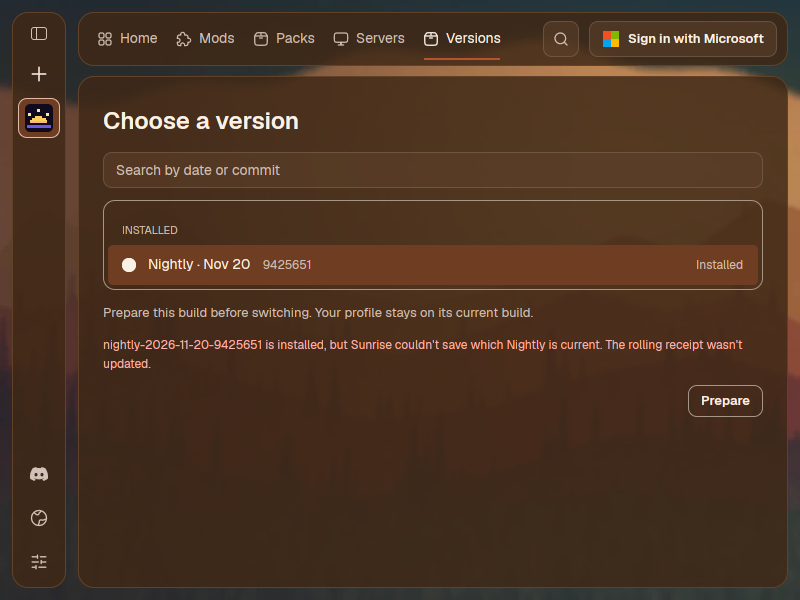 Home
Mods
Packs
Servers
Versions
Sign in with Microsoft
Choose a version
Search by date or commit
INSTALLED
Nightly · Nov 20 9425651 Installed
Prepare this build before switching. Your profile stays on its current build.
nightly-2026-11-20-9425651 is installed, but Sunrise couldn't save which Nightly is current. The rolling receipt wasn't
updated.
Prepare